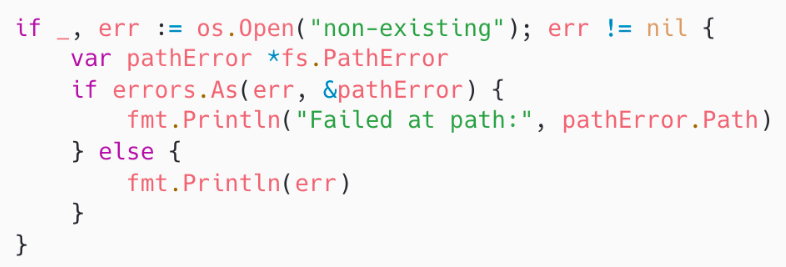 if _, err := os.Open("non-existing"); err != nil {
    var pathError *fs.PathError
    if errors.As(err, &pathError) {
        fmt.Println("Failed at path:", pathError.Path)
    } else {
        fmt.Println(err)
    }
}